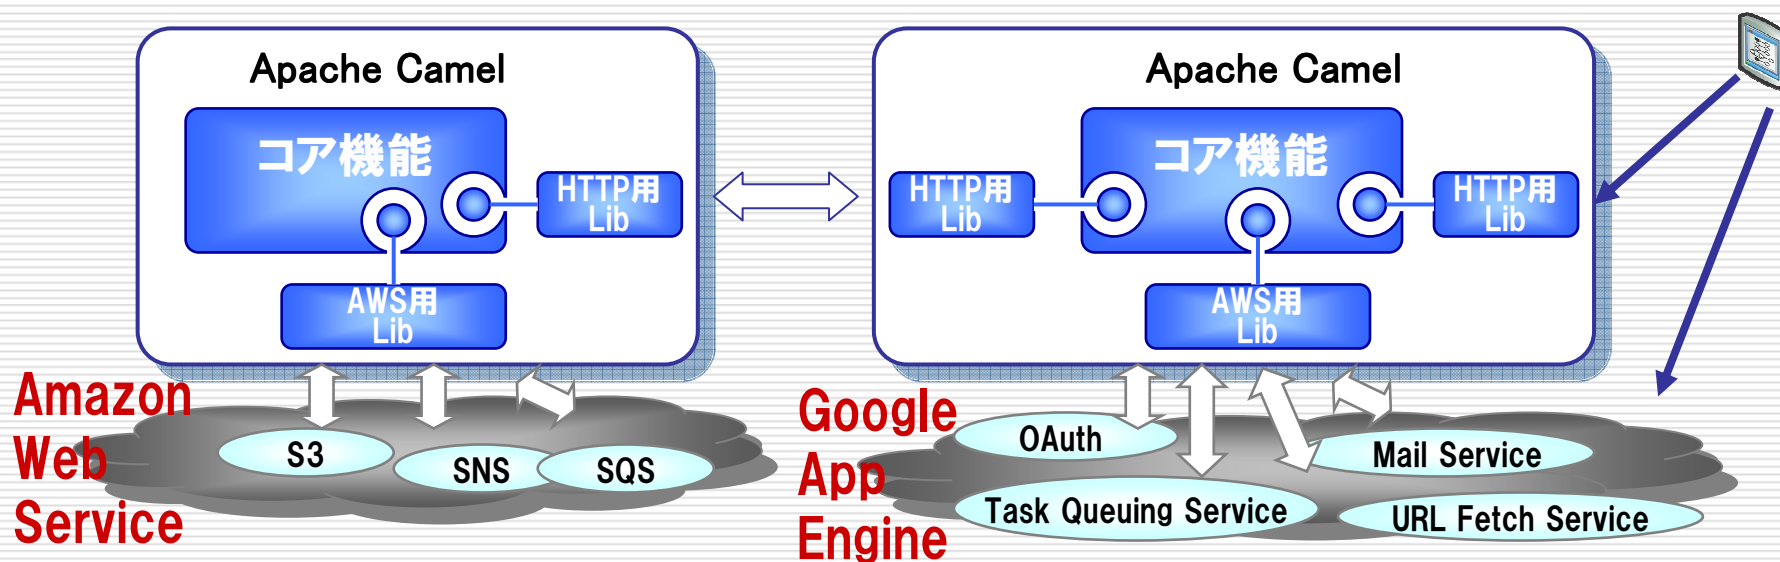 Apache Camel
コア機能
HTTP用
Lib
AWS用
Lib
Amazon
Web
Service
S3
SNS
SQS
Apache Camel
HTTP用
Lib
コア機能
HTTP用
Lib
AWS用
Lib
Google
App
Engine
OAuth
Mail Service
Task Queuing Service
URL Fetch Service